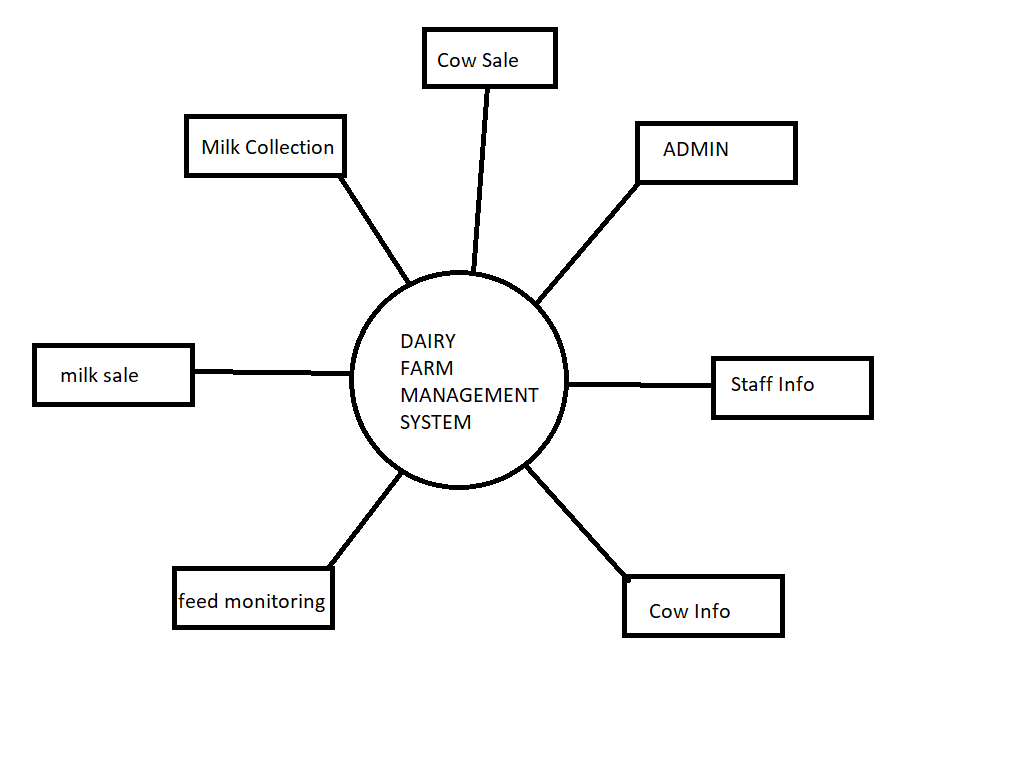 Cow Sale
Milk Collection
ADMIN
DAIRY
FARM
MANAGEMENT
SYSTEM
milk sale
Staff Info
feed monitoring
Cow Info